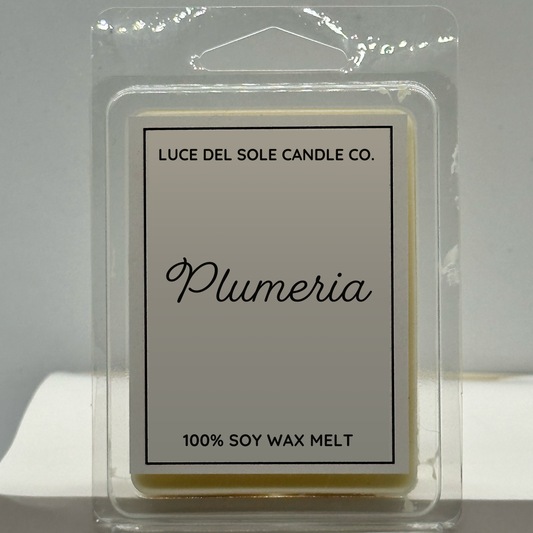 LUCE DEL SOLE CANDLE CO.
Plumeria
100% SOY WAX MELT